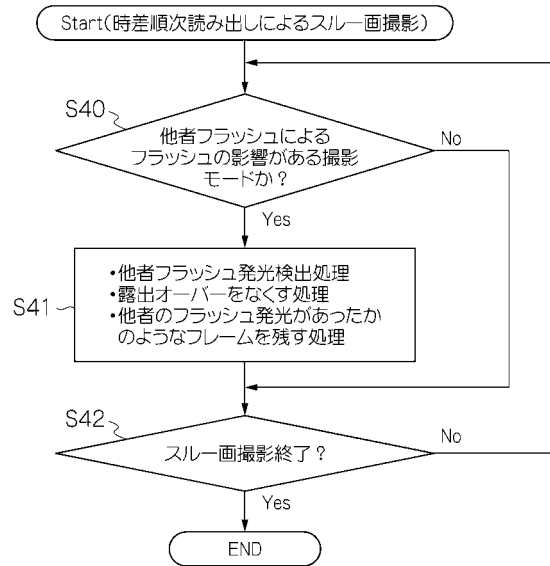 Start(時差順次読み出しによるスルー画撮影)
S40
他者フラッシュによる
フラッシュの影響がある撮影
モードか？
No
Yes
S41
・他者フラッシュ発光検出処理
・露出オーバーをなくす処理
・他者のフラッシュ発光があったか
のようなフレームを残す処理
S42
スルー画撮影終了？
No
Yes
END